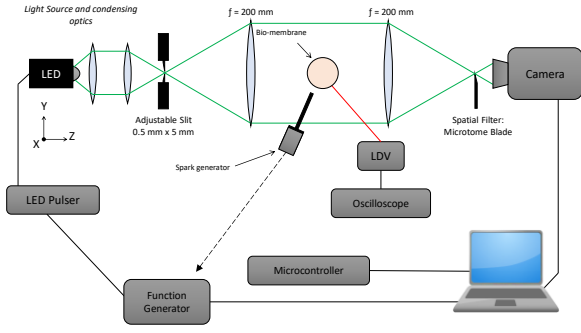 Light Source and condensing
optics
ƒ = 200 mm
ƒ = 200 mm
Bio-membrane
LED
Camera
Adjustable Slit
0.5 mm x 5 mm
Spatial Filter:
Microtome Blade
Y
X
Z
Spark generator
LDV
LED Pulser
Oscilloscope
Microcontroller
Function
Generator